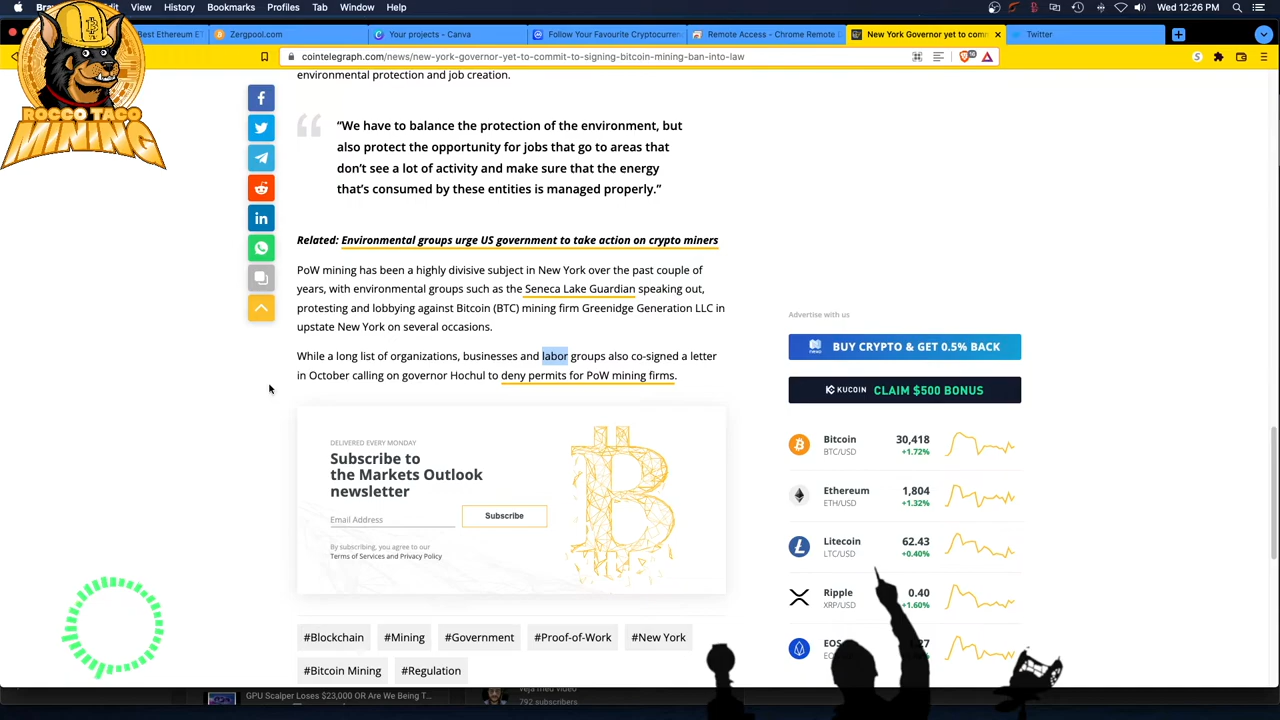 View
History
Bookmarks
Profiles
Tab
Window
Help
Wed 12:26 PM
Best Ethereum ET
Zergpool.com
Your projects - Canva
Follow Your Favourite Cryptocurren
Remote Access - Chrome Remote D
New York Governor yet to comm
Twitter
cointelegraph.com/news/new-york-governor-yet-to-commit-to-signing-bitcoin-mining-ban-into-law
ROCCO TACO
MINING
environmental protection and job creation.
“We have to balance the protection of the environment, but
also protect the opportunity for jobs that go to areas that
don’t see a lot of activity and make sure that the energy
that’s consumed by these entities is managed properly.”
Related: Environmental groups urge US government to take action on crypto miners
PoW mining has been a highly divisive subject in New York over the past couple of
years, with environmental groups such as the Seneca Lake Guardian speaking out,
protesting and lobbying against Bitcoin (BTC) mining firm Greenidge Generation LLC in
upstate New York on several occasions.
While a long list of organizations, businesses and labor groups also co-signed a letter
in October calling on governor Hochul to deny permits for PoW mining firms.
DELIVERED EVERY MONDAY
Subscribe to
the Markets Outlook
newsletter
Email Address
Subscribe
By subscribing, you agree to our
Terms of Services and Privacy Policy
#Blockchain
#Mining
#Government
#Proof-of-Work
#New York
#Bitcoin Mining
#Regulation
Advertise with us
nexo
BUY CRYPTO & GET 0.5% BACK
KUCOIN CLAIM $500 BONUS
Bitcoin 30,418
BTC/USD +1.72%
Ethereum 1,804
ETH/USD +1.32%
Litecoin 62.43
LTC/USD +0.40%
Ripple 0.40
XRP/USD +1.60%
GPU Scalper Loses $23,000 OR Are We Being T...
Veja med video
792 subscribers